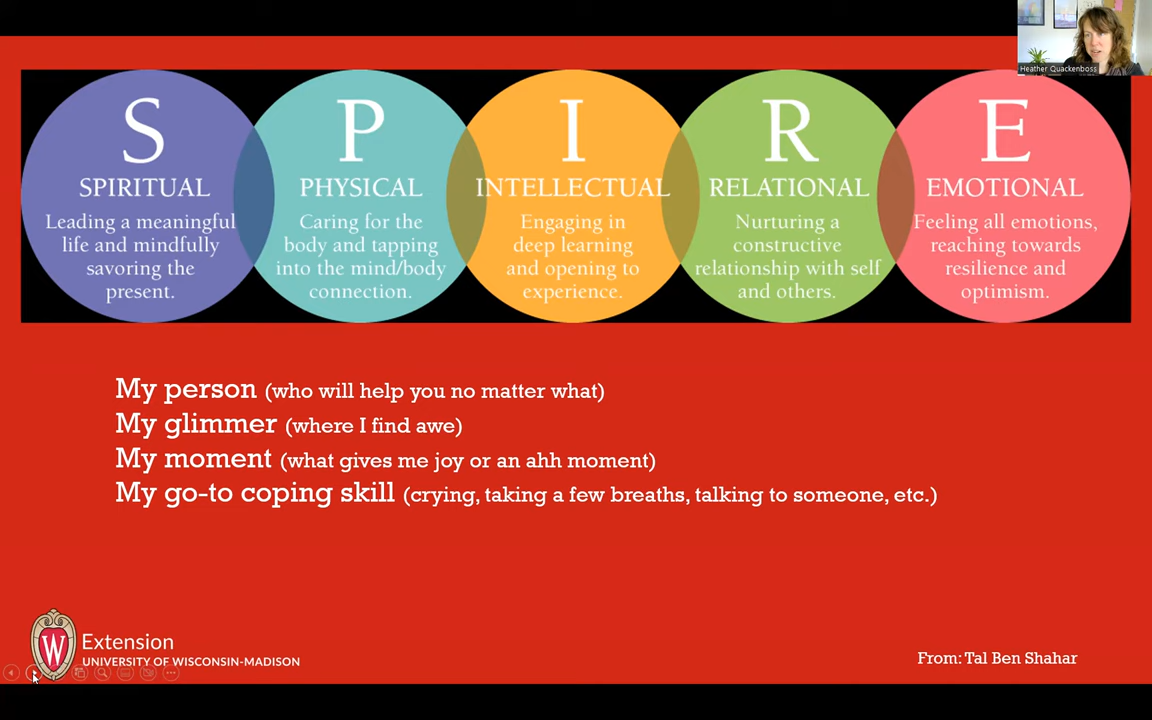 Heather Quackenboss
S
SPIRITUAL
Leading a meaningful
life and mindfully
savoring the
present.
P
PHYSICAL
Caring for the
body and tapping
into the mind/body
connection.
I
INTELLECTUAL
Engaging in
deep learning
and opening to
experience.
R
RELATIONAL
Nurturing a
constructive
relationship with self
and others.
E
EMOTIONAL
Feeling all emotions,
reaching towards
resilience and
optimism.
My person (who will help you no matter what)
My glimmer (where I find awe)
My moment (what gives me joy or an ahh moment)
My go-to coping skill (crying, taking a few breaths, talking to someone, etc.)
W
Extension
UNIVERSITY OF WISCONSIN-MADISON
From: Tal Ben Shahar